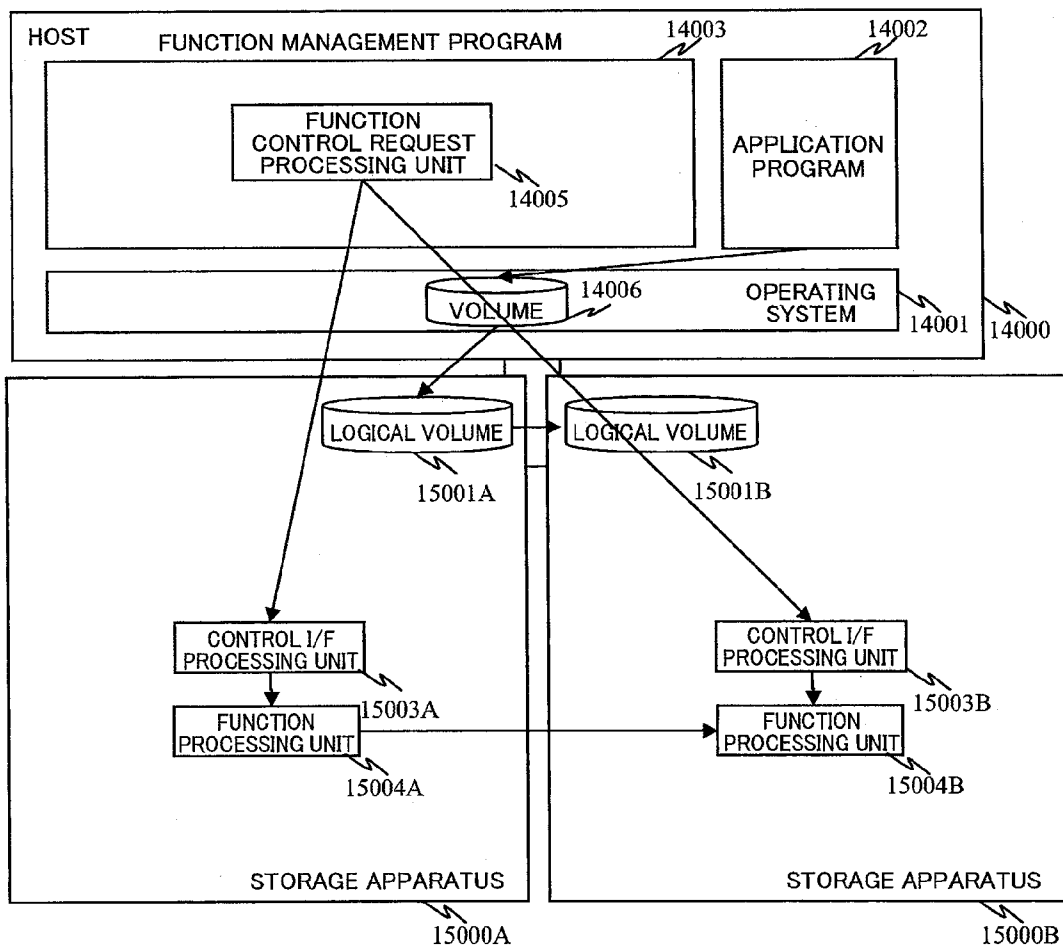 HOST
FUNCTION MANAGEMENT PROGRAM
14003
14002
FUNCTION
CONTROL REQUEST
PROCESSING UNIT
14005
APPLICATION
PROGRAM
VOLUME
14006
OPERATING
SYSTEM
14001
14000
LOGICAL VOLUME
15001A
LOGICAL VOLUME
15001B
CONTROL I/F
PROCESSING UNIT
15003A
CONTROL I/F
PROCESSING UNIT
15003B
FUNCTION
PROCESSING UNIT
15004A
FUNCTION
PROCESSING UNIT
15004B
STORAGE APPARATUS
15000A
STORAGE APPARATUS
15000B